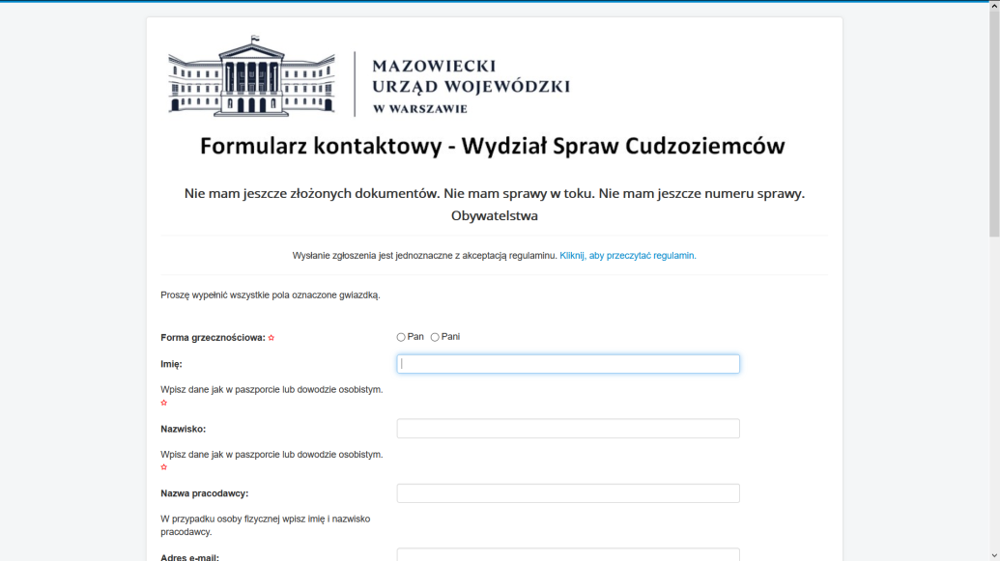 MAZOWIECKI
URZĄD WOJEWÓDZKI
W WARSZAWIE
Formularz kontaktowy - Wydział Spraw Cudzoziemców
Nie mam jeszcze złożonych dokumentów. Nie mam sprawy w toku. Nie mam jeszcze numeru sprawy.
Obywatelstwa
Wysłanie zgłoszenia jest jednoznaczne z akceptacją regulaminu. Kliknij, aby przeczytać regulamin.
Proszę wypełnić wszystkie pola oznaczone gwiazdką.
Forma grzecznościowa: ☆ Pan Pani
Imię:
Wpisz dane jak w paszporcie lub dowodzie osobistym.
☆
Nazwisko:
Wpisz dane jak w paszporcie lub dowodzie osobistym.
☆
Nazwa pracodawcy:
W przypadku osoby fizycznej wpisz imię i nazwisko
pracodawcy.
Adres e-mail: